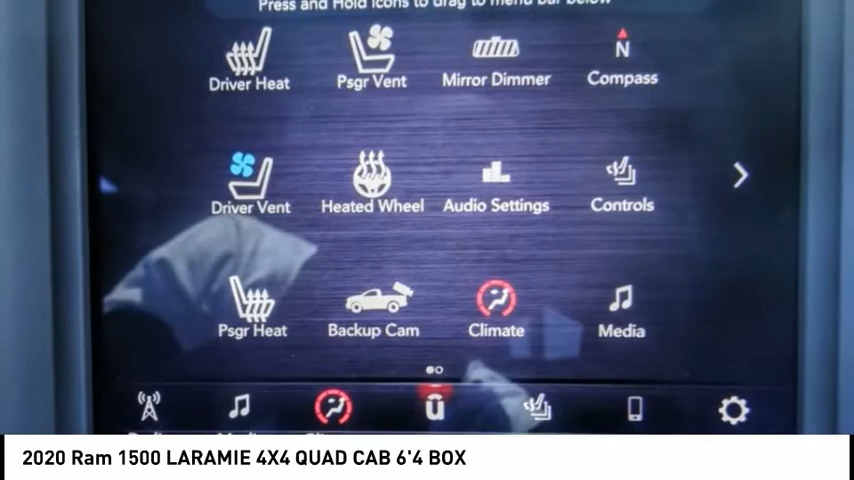 Press and Hold icons to drag to menu bar below
Driver Heat
Psgr Vent
Mirror Dimmer
N
Compass
Driver Vent
Heated Wheel
Audio Settings
Controls
Psgr Heat
Backup Cam
Climate
Media
ū
2020 Ram 1500 LARAMIE 4X4 QUAD CAB 6'4 BOX